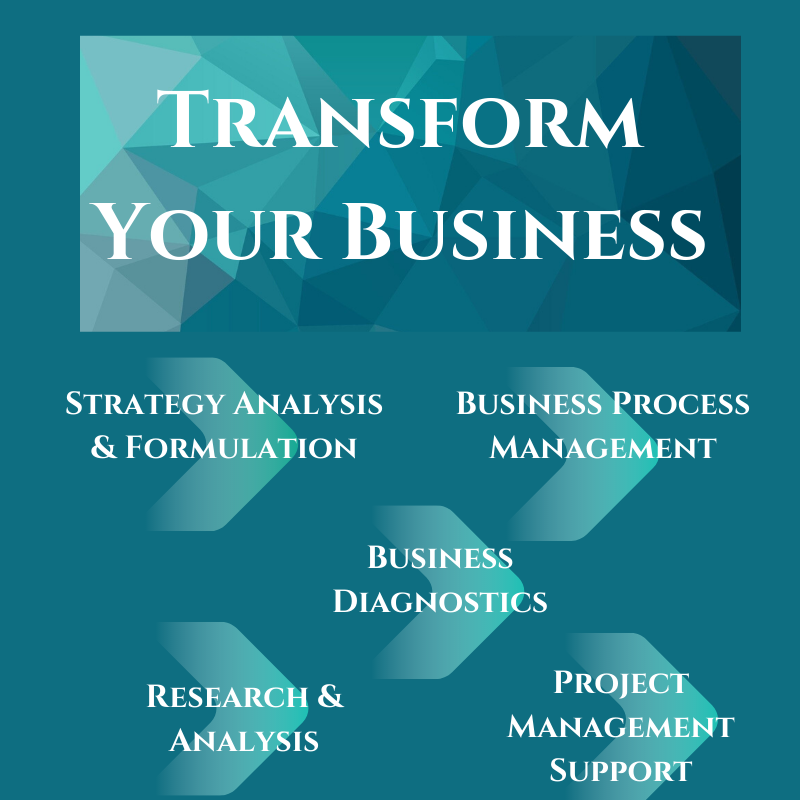 Transform
Your Business
Strategy Analysis
& Formulation
Business Process
Management
Business
Diagnostics
Research &
Analysis
Project
Management
Support